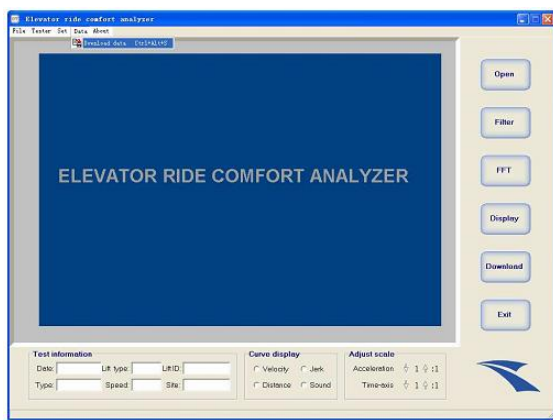 Elevator ride comfort analyzer
File Tester Set Data About
Download data Ctrl+Alt+S
ELEVATOR RIDE COMFORT ANALYZER
Open
Filter
FFT
Display
Download
Exit
Test information
Date: Lift type: Lift ID:
Type: Speed: Site:
Curve display
Velocity Jerk
Distance Sound
Adjust scale
Acceleration 1 :1
Time-axis 1 :1